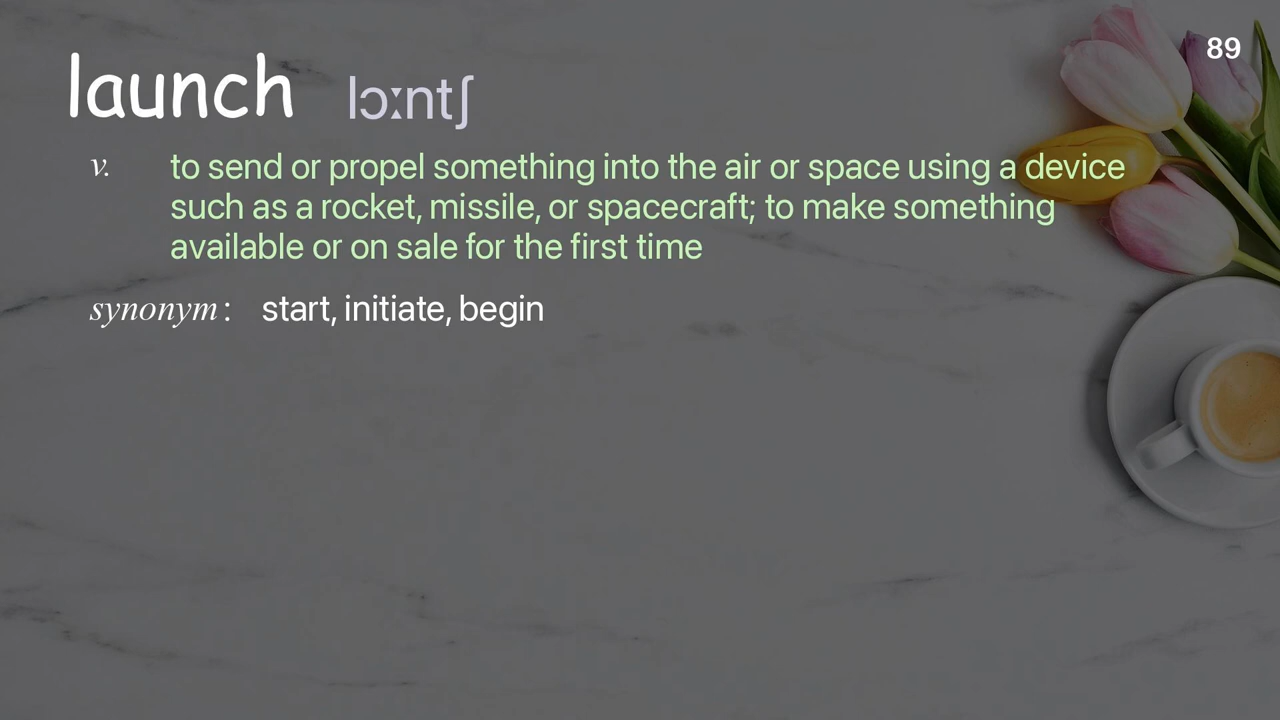 89
launch lɔːntʃ
v. to send or propel something into the air or space using a device
such as a rocket, missile, or spacecraft; to make something
available or on sale for the first time
synonym: start, initiate, begin